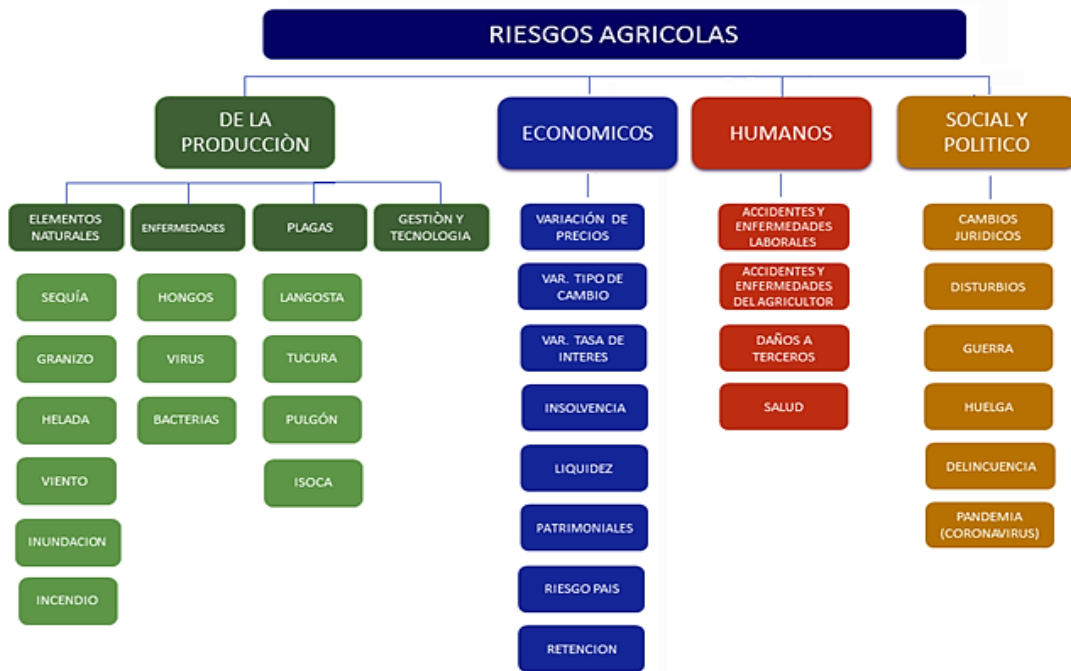 RIESGOS AGRICOLAS
DE LA
PRODUCCIÒN
ELEMENTOS
NATURALES
SEQUÍA
GRANIZO
HELADA
VIENTO
INUNDACION
INCENDIO
ENFERMEDADES
HONGOS
VIRUS
BACTERIAS
PLAGAS
LANGOSTA
TUCURA
PULGÓN
ISOCA
GESTIÒN Y
TECNOLOGIA
ECONOMICOS
VARIACIÓN DE
PRECIOS
VAR. TIPO DE
CAMBIO
VAR. TASA DE
INTERES
INSOLVENCIA
LIQUIDEZ
PATRIMONIALES
RIESGO PAIS
RETENCION
HUMANOS
ACCIDENTES Y
ENFERMEDADES
LABORALES
ACCIDENTES Y
ENFERMEDADES
DEL AGRICULTOR
DAÑOS A
TERCEROS
SALUD
SOCIAL Y
POLITICO
CAMBIOS
JURIDICOS
DISTURBIOS
GUERRA
HUELGA
DELINCUENCIA
PANDEMIA
(CORONAVIRUS)